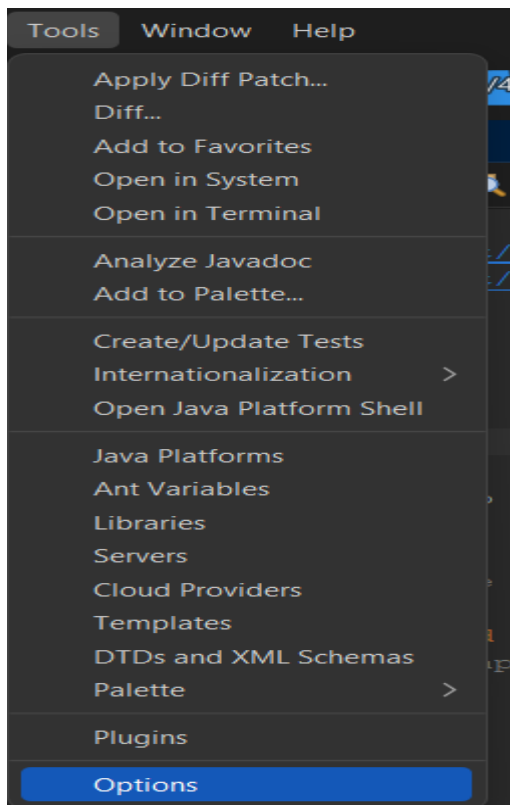 Tools Window Help
Apply Diff Patch...
Diff...
Add to Favorites
Open in System
Open in Terminal
Analyze Javadoc
Add to Palette...
Create/Update Tests
Internationalization >
Open Java Platform Shell
Java Platforms
Ant Variables
Libraries
Servers
Cloud Providers
Templates
DTDs and XML Schemas
Palette >
Plugins
Options